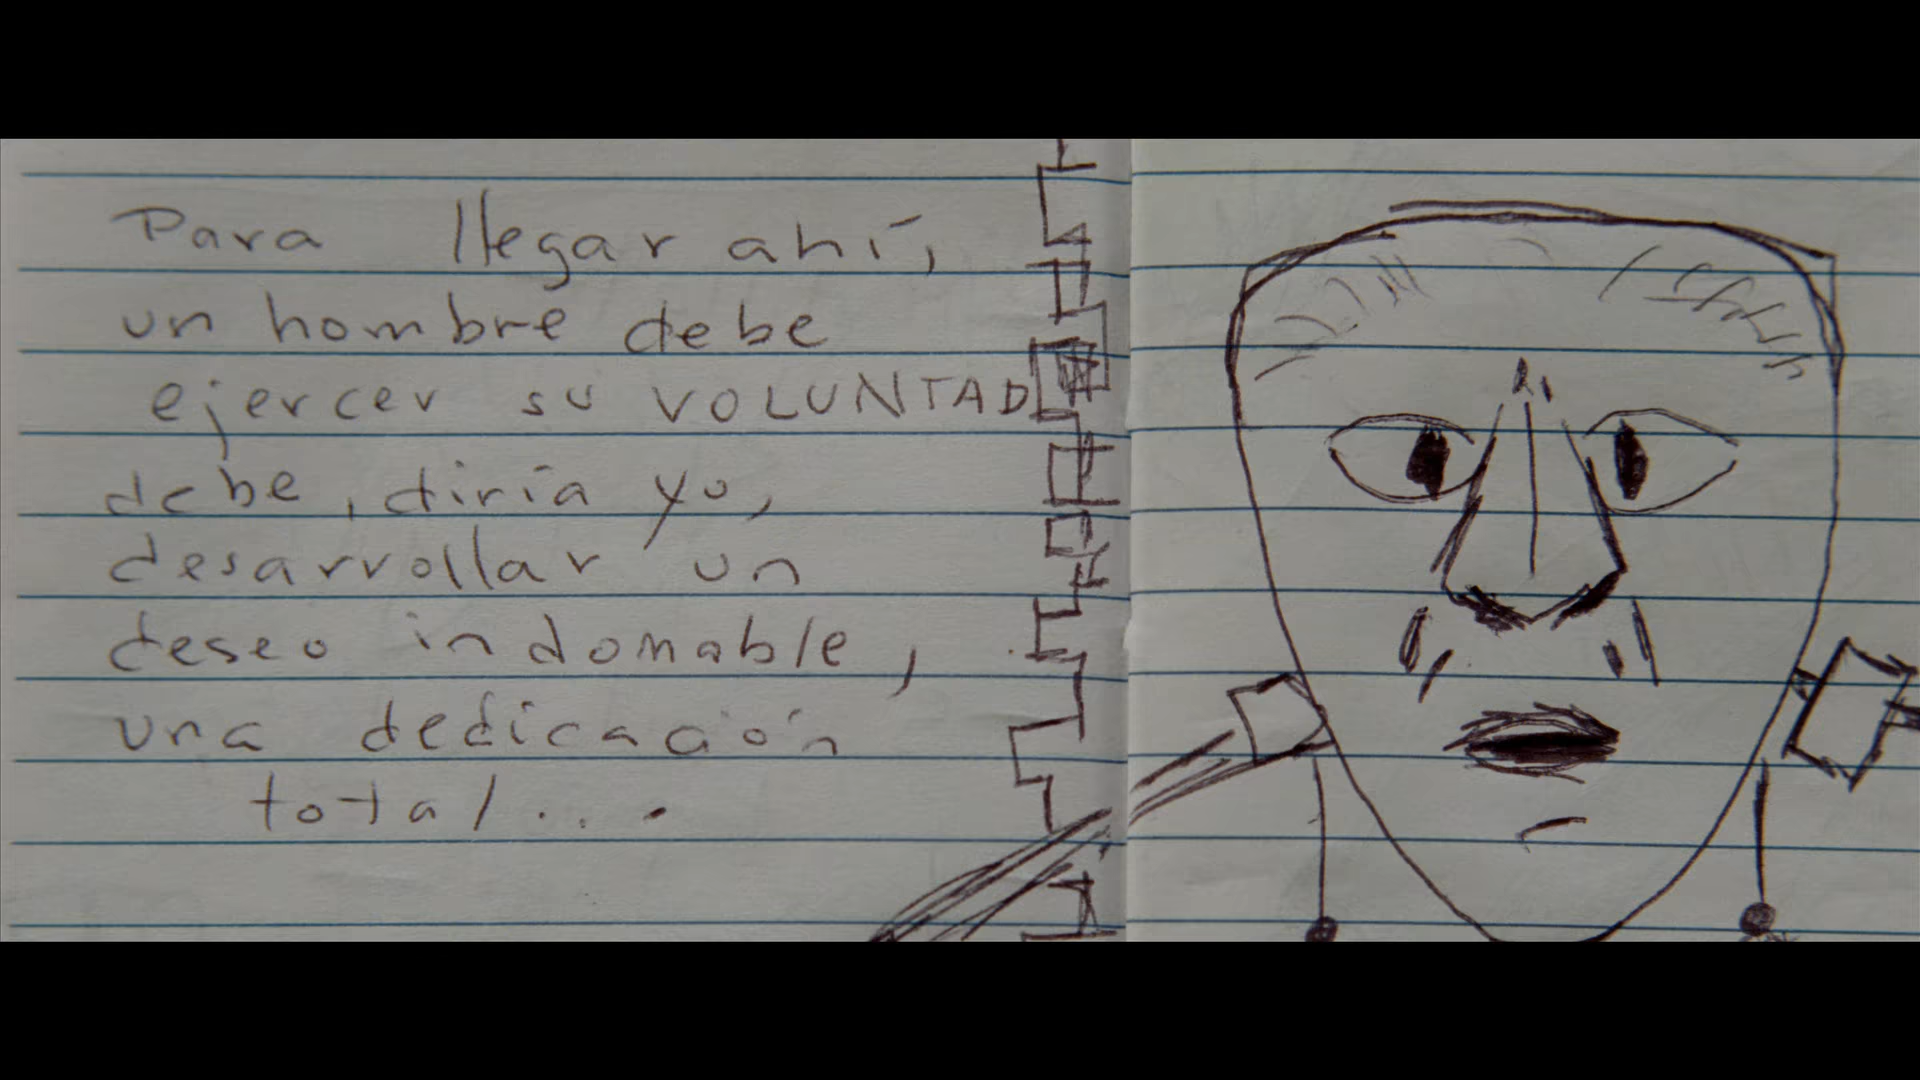 Para llegar ahí,
un hombre debe
ejercer su VOLUNTAD
debe, diría yo,
desarrollar un
deseo indomable,
una dedicación
total...